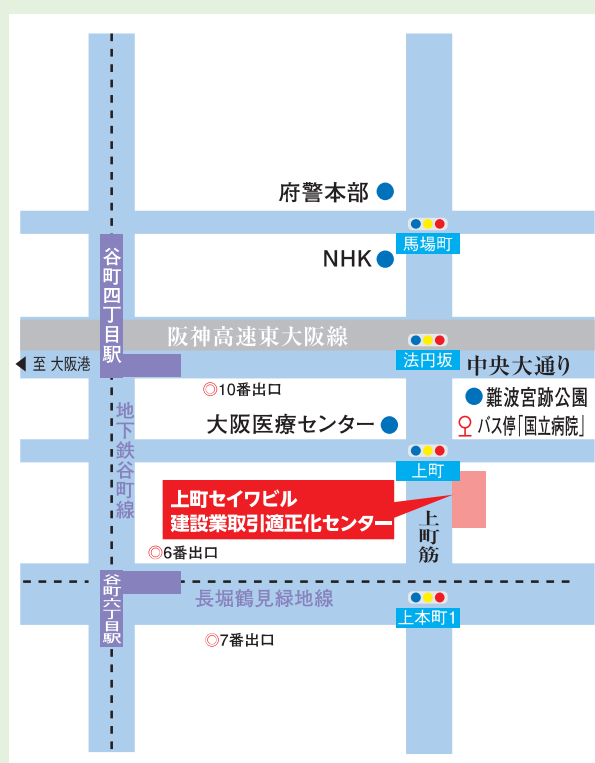 府警本部
馬場町
NHK
谷町四丁目駅
阪神高速東大阪線
至 大阪港
法円坂
中央大通り
◎10番出口
難波宮跡公園
大阪医療センター
バス停「国立病院」
地下鉄谷町線
上町
上町セイワビル
建設業取引適正化センター
上町筋
◎6番出口
谷町六丁目駅
長堀鶴見緑地線
上本町1
◎7番出口